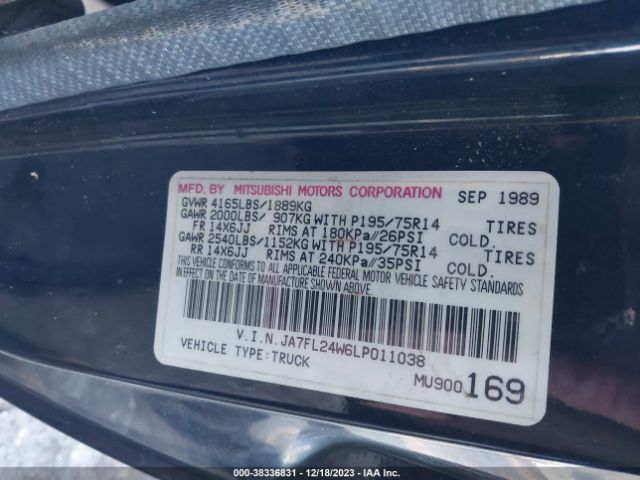 MFD. BY MITSUBISHI MOTORS CORPORATION SEP 1989
GVWR 4165LBS/1889KG
GAWR 2000LBS/ 907KG WITH P195/75R14 TIRES
FR 14X6JJ RIMS AT 180KPa//26PSI COLD.
GAWR 2540LBS/1152KG WITH P195/75R14 TIRES
RR 14X6JJ RIMS AT 240KPa//35PSI COLD.
THIS VEHICLE CONFORMS TO ALL APPLICABLE FEDERAL MOTOR VEHICLE SAFETY STANDARDS
IN EFFECT ON THE DATE OF MANUFACTURE SHOWN ABOVE.
V.I.N. JA7FL24W6LP011038
VEHICLE TYPE:TRUCK
MU900169
000-38336831 - 12/18/2023 - IAA Inc.